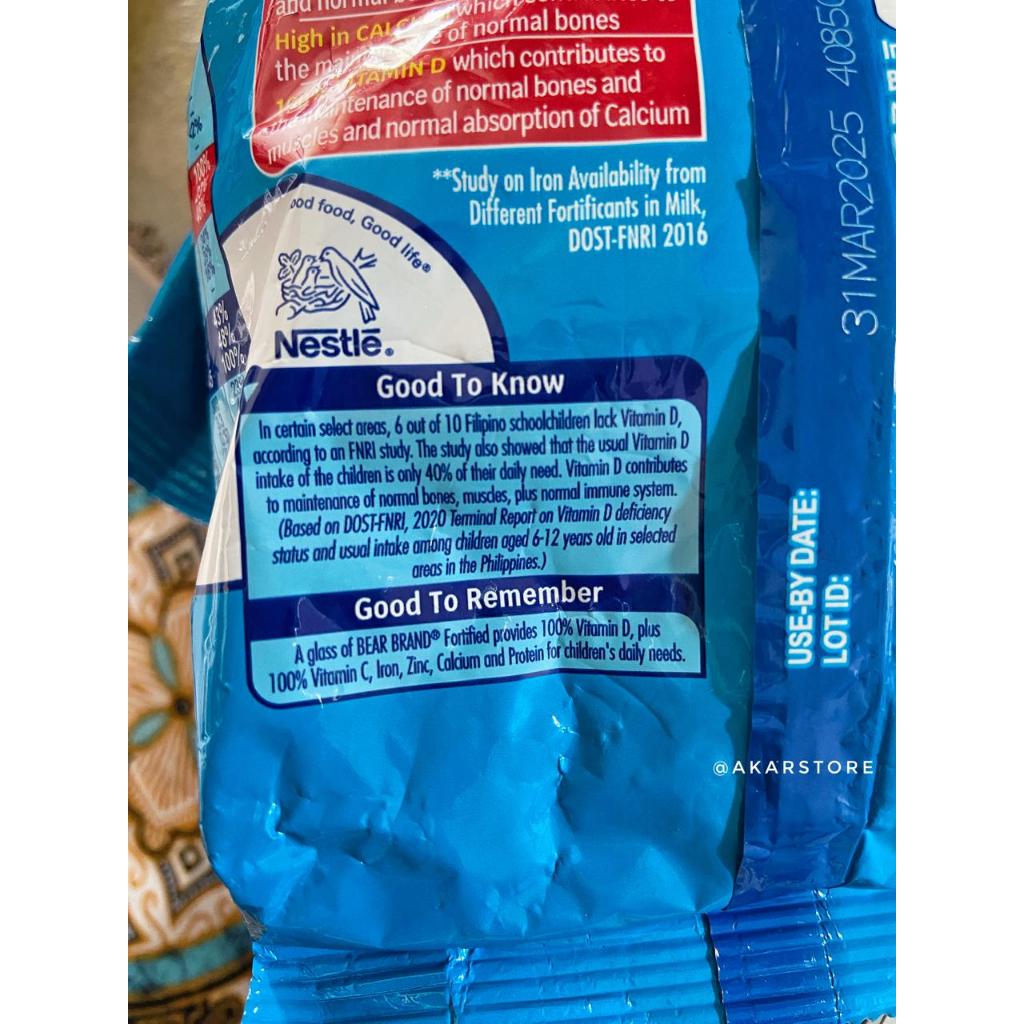 High in which
of normal bones
the
VITAMIN D which contributes to
maintenance of normal bones and
muscles and normal absorption of Calcium
**Study on Iron Availability from
Different Fortificants in Milk,
DOST-FNRI 2016
food, Good life®
Nestlé®
Good To Know
In certain select areas, 6 out of 10 Filipino schoolchildren lack Vitamin D,
according to an FNRI study. The study also showed that the usual Vitamin D
intake of the children is only 40% of their daily need. Vitamin D contributes
to maintenance of normal bones, muscles, plus normal immune system.
(Based on DOST-FNRI, 2020 Terminal Report on Vitamin D deficiency
status and usual intake among children aged 6-12 years old in selected
areas in the Philippines.)
Good To Remember
A glass of BEAR BRAND® Fortified provides 100% Vitamin D, plus
100% Vitamin C, Iron, Zinc, Calcium and Protein for children's daily needs.
100%
43%
48%
100%
31MAR2025
USE-BY DATE:
LOT ID:
@AKARSTORE